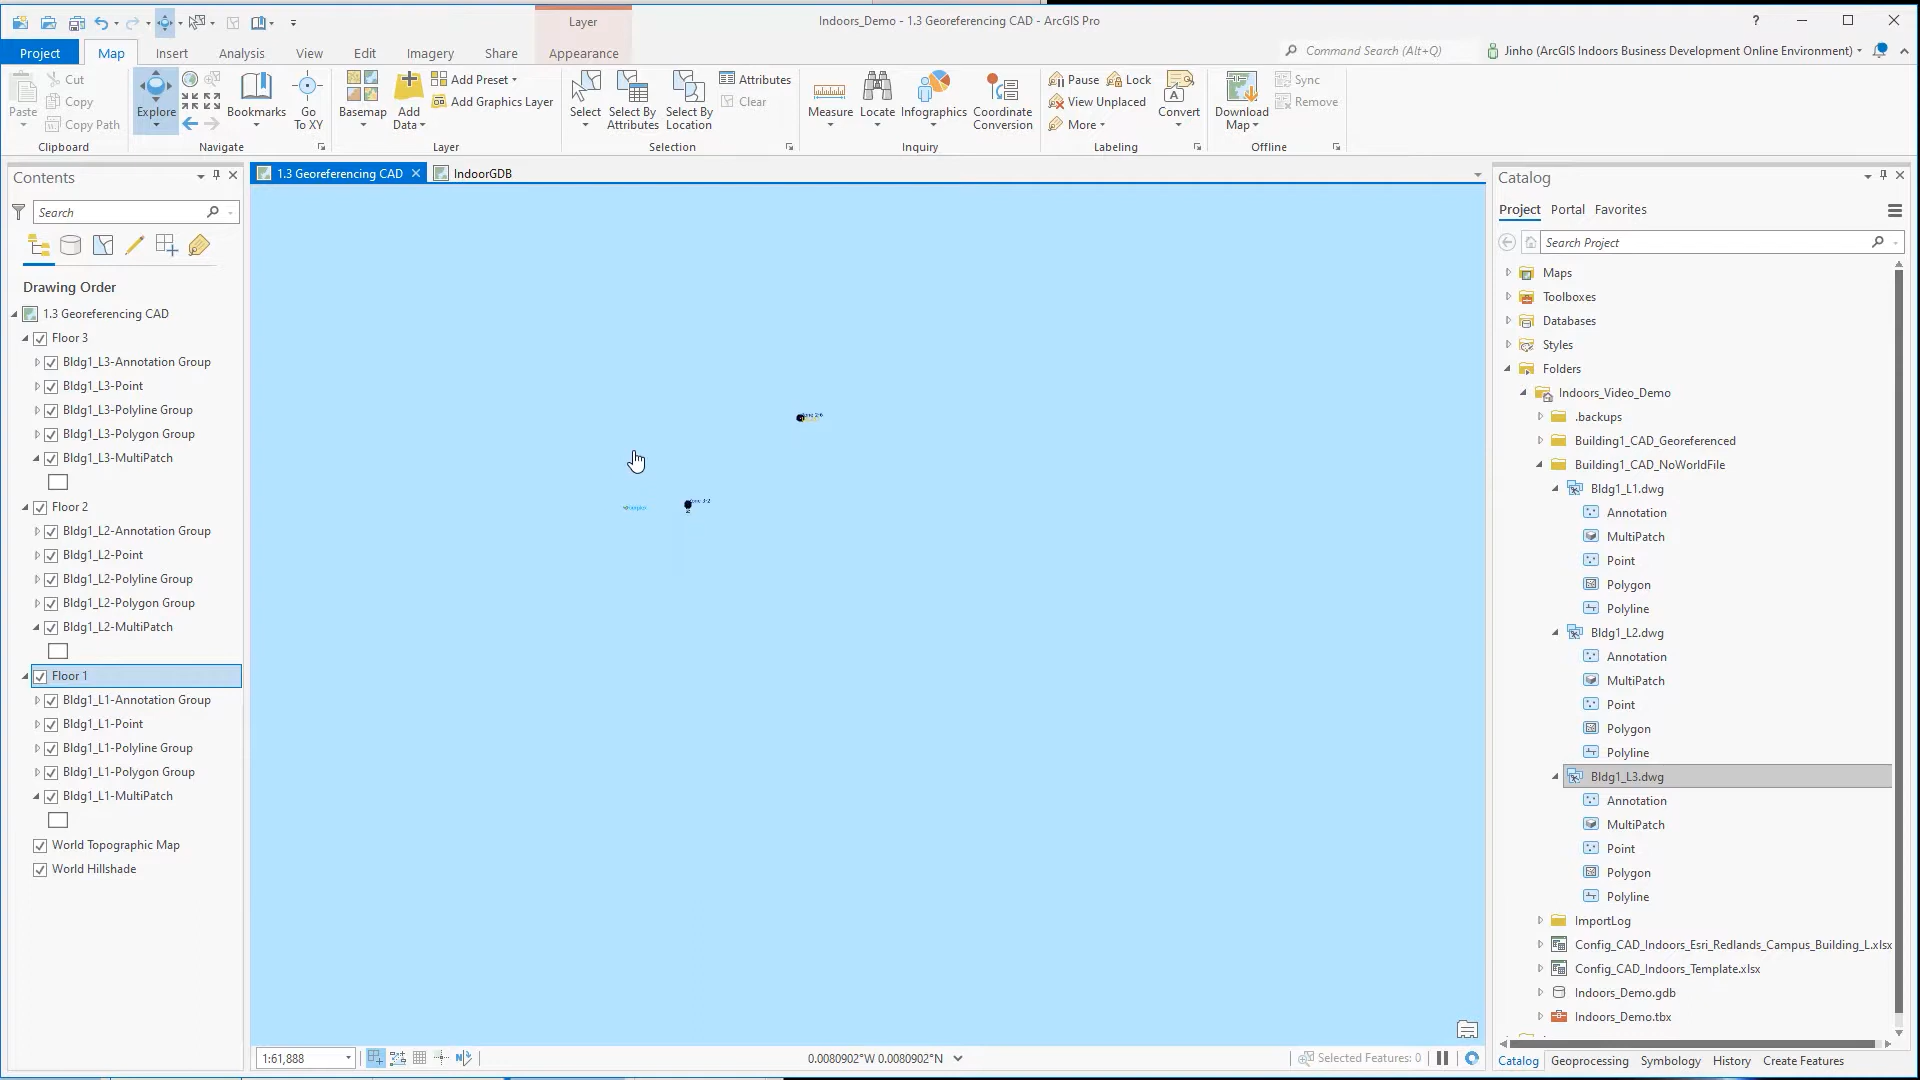 Layer
Indoors_Demo - 1.3 Georeferencing CAD - ArcGIS Pro
?
Project Map Insert Analysis View Edit Imagery Share Appearance
Command Search (Alt+Q)
Jinho (ArcGIS Indoors Business Development Online Environment)
Paste
Cut
Copy
Copy Path
Clipboard
Explore
Bookmarks
Go
To XY
Navigate
Basemap
Add
Data
Add Preset
Add Graphics Layer
Layer
Select
Select By
Attributes
Select By
Location
Attributes
Clear
Selection
Measure
Locate
Infographics
Coordinate
Conversion
Inquiry
Pause
Lock
View Unplaced
More
Convert
Labeling
Download
Map
Sync
Remove
Offline
Contents
Search
Drawing Order
1.3 Georeferencing CAD
Floor 3
Bldg1_L3-Annotation Group
Bldg1_L3-Point
Bldg1_L3-Polyline Group
Bldg1_L3-Polygon Group
Bldg1_L3-MultiPatch
Floor 2
Bldg1_L2-Annotation Group
Bldg1_L2-Point
Bldg1_L2-Polyline Group
Bldg1_L2-Polygon Group
Bldg1_L2-MultiPatch
Floor 1
Bldg1_L1-Annotation Group
Bldg1_L1-Point
Bldg1_L1-Polyline Group
Bldg1_L1-Polygon Group
Bldg1_L1-MultiPatch
World Topographic Map
World Hillshade
1.3 Georeferencing CAD
IndoorGDB
1:61,888
0.0080902°W 0.0080902°N
Selected Features: 0
Catalog
Project Portal Favorites
Search Project
Maps
Toolboxes
Databases
Styles
Folders
Indoors_Video_Demo
.backups
Building1_CAD_Georeferenced
Building1_CAD_NoWorldFile
Bldg1_L1.dwg
Annotation
MultiPatch
Point
Polygon
Polyline
Bldg1_L2.dwg
Annotation
MultiPatch
Point
Polygon
Polyline
Bldg1_L3.dwg
Annotation
MultiPatch
Point
Polygon
Polyline
ImportLog
Config_CAD_Indoors_Esri_Redlands_Campus_Building_L.xlsx
Config_CAD_Indoors_Template.xlsx
Indoors_Demo.gdb
Indoors_Demo.tbx
Catalog Geoprocessing Symbology History Create Features